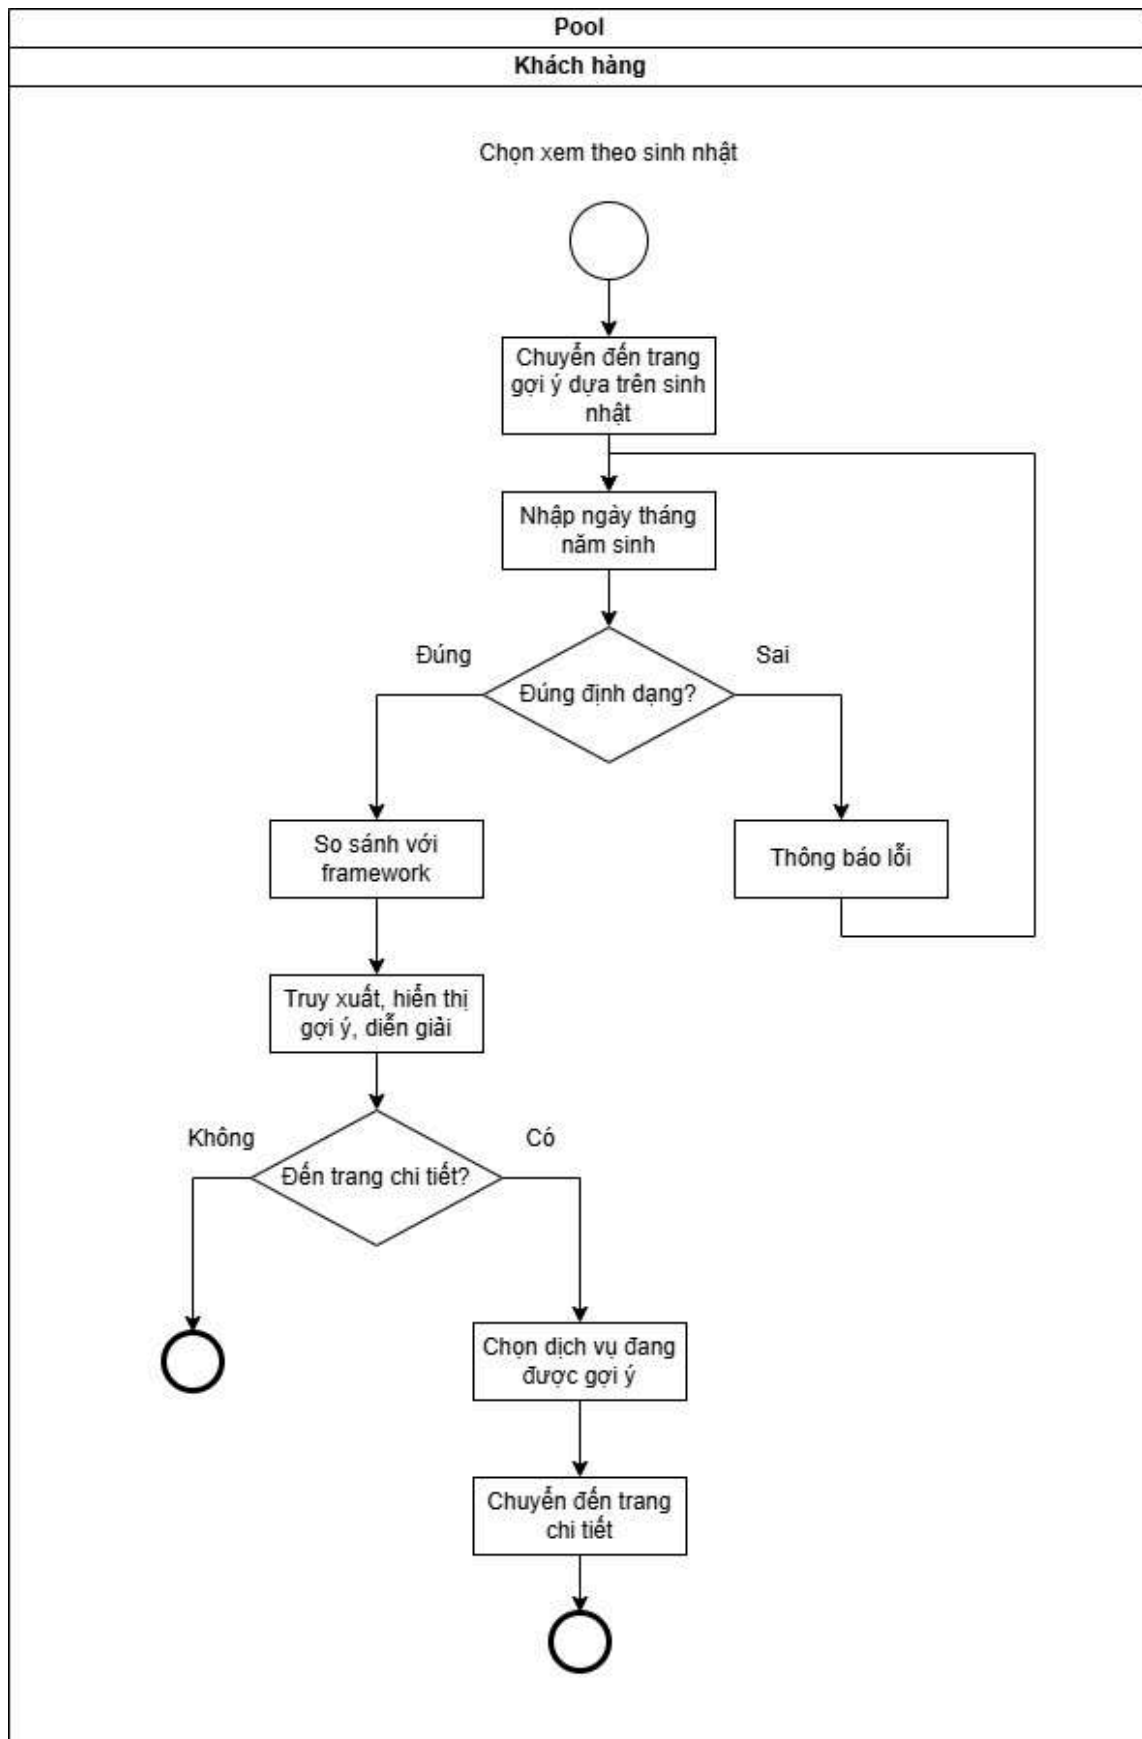 Pool
Khách hàng
Chọn xem theo sinh nhật
Chuyển đến trang
gợi ý dựa trên sinh
nhật
Nhập ngày tháng
năm sinh
Đúng
Sai
Đúng định dạng?
So sánh với
framework
Thông báo lỗi
Truy xuất, hiển thị
gợi ý, diễn giải
Không
Có
Đến trang chi tiết?
Chọn dịch vụ đang
được gợi ý
Chuyển đến trang
chi tiết